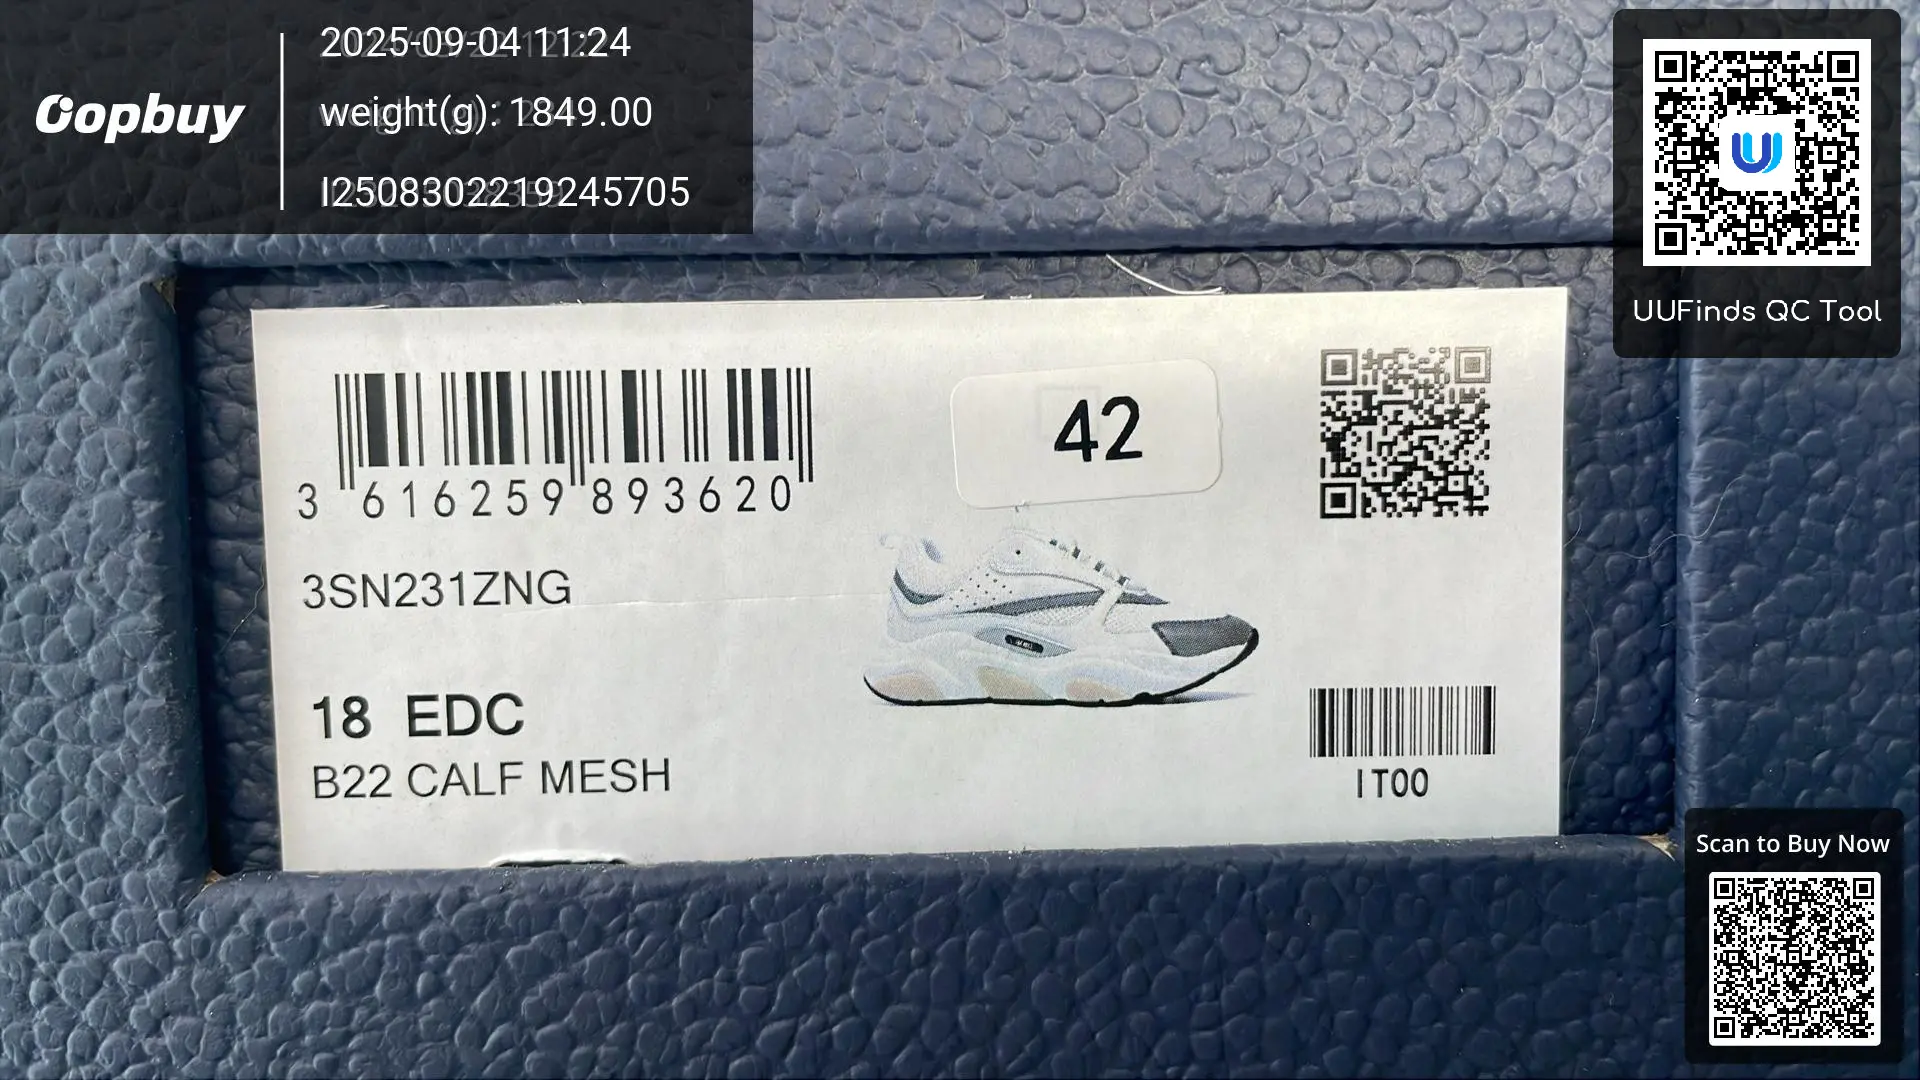 Oopbuy
2025-09-04 11:24
weight(g): 1849.00
I2508302219245705
UUFinds QC Tool
42
3 616259 893620
3SN231ZNG
18 EDC
B22 CALF MESH
IT00
Scan to Buy Now